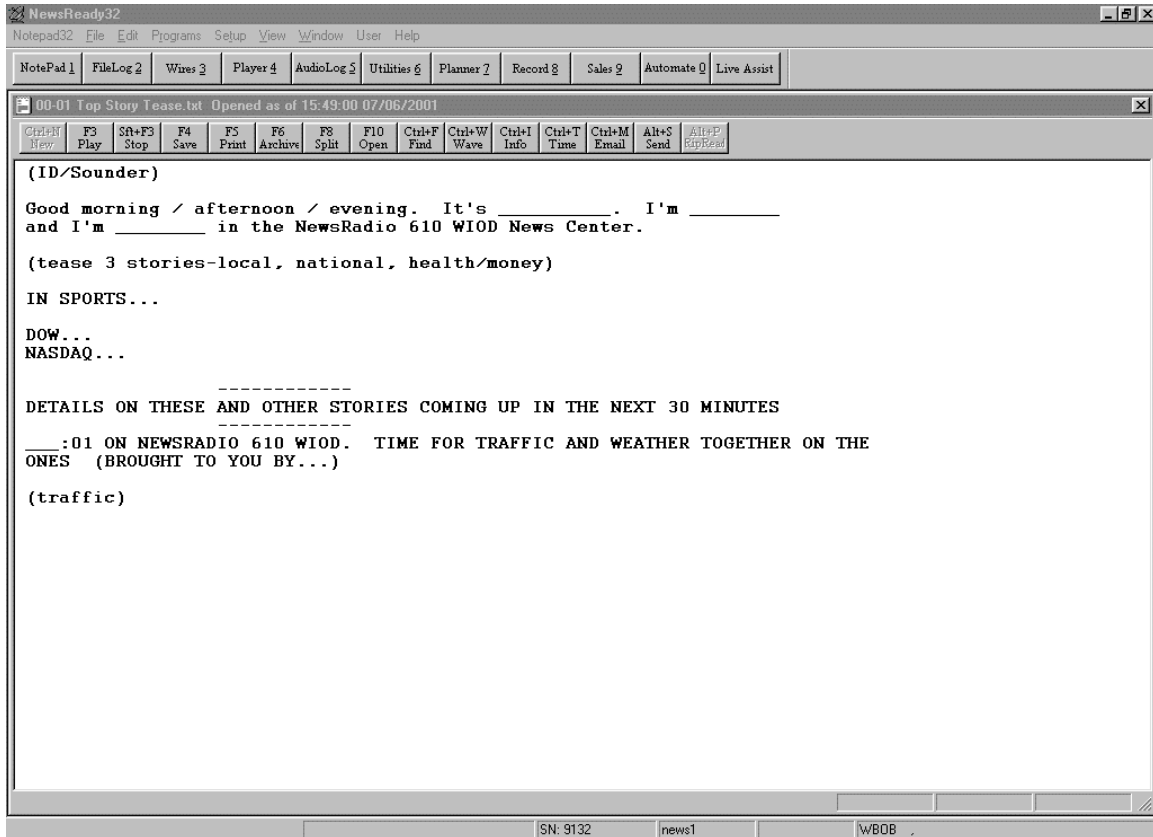 NewsReady32
Notepad32 File Edit Programs Setup View Window User Help
NotePad 1 FileLog 2 Wires 3 Player 4 AudioLog 5 Utilities 6 Planner 7 Record 8 Sales 9 Automate 0 Live Assist
00-01 Top Story Tease.txt Opened as of 15:49:00 07/06/2001
Ctrl+N F3 Sft+F3 F4 F5 F6 F8 F10 Ctrl+F Ctrl+W Ctrl+I Ctrl+T Ctrl+M Alt+S Alt+P
New Play Stop Save Print Archive Split Open Find Wave Info Time Email Send RipRead
(ID/Sounder)
Good morning / afternoon / evening. It's __________. I'm ________
and I'm ________ in the NewsRadio 610 WIOD News Center.
(tease 3 stories-local, national, health/money)
IN SPORTS...
DOW...
NASDAQ...
------------
DETAILS ON THESE AND OTHER STORIES COMING UP IN THE NEXT 30 MINUTES
------------
___:01 ON NEWSRADIO 610 WIOD. TIME FOR TRAFFIC AND WEATHER TOGETHER ON THE
ONES (BROUGHT TO YOU BY...)
(traffic)
SN: 9132 news1 WBOB